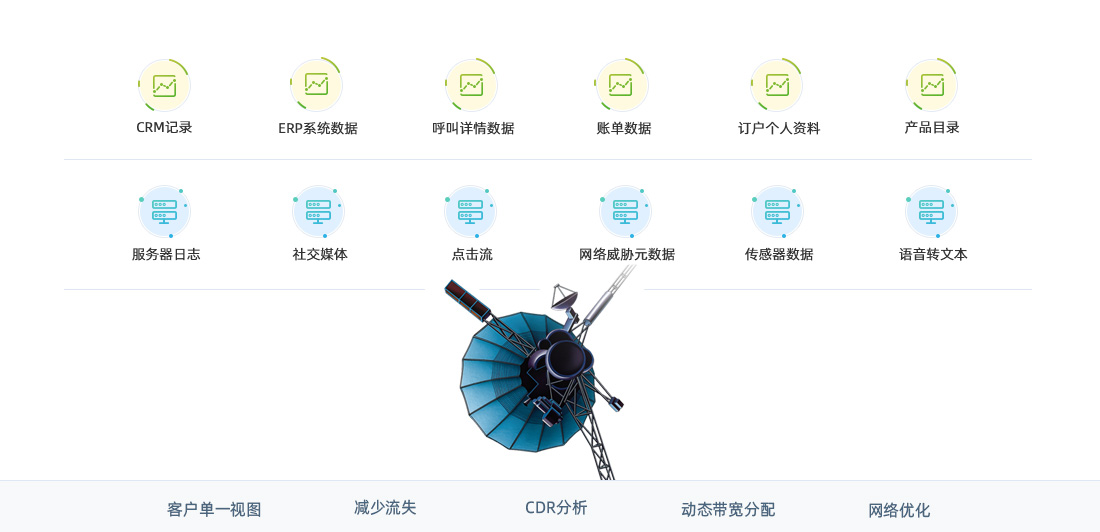 CRM记录
ERP系统数据
呼叫详情数据
账单数据
订户个人资料
产品目录
服务器日志
社交媒体
点击流
网络威胁元数据
传感器数据
语音转文本
客户单一视图
减少流失
CDR分析
动态带宽分配
网络优化